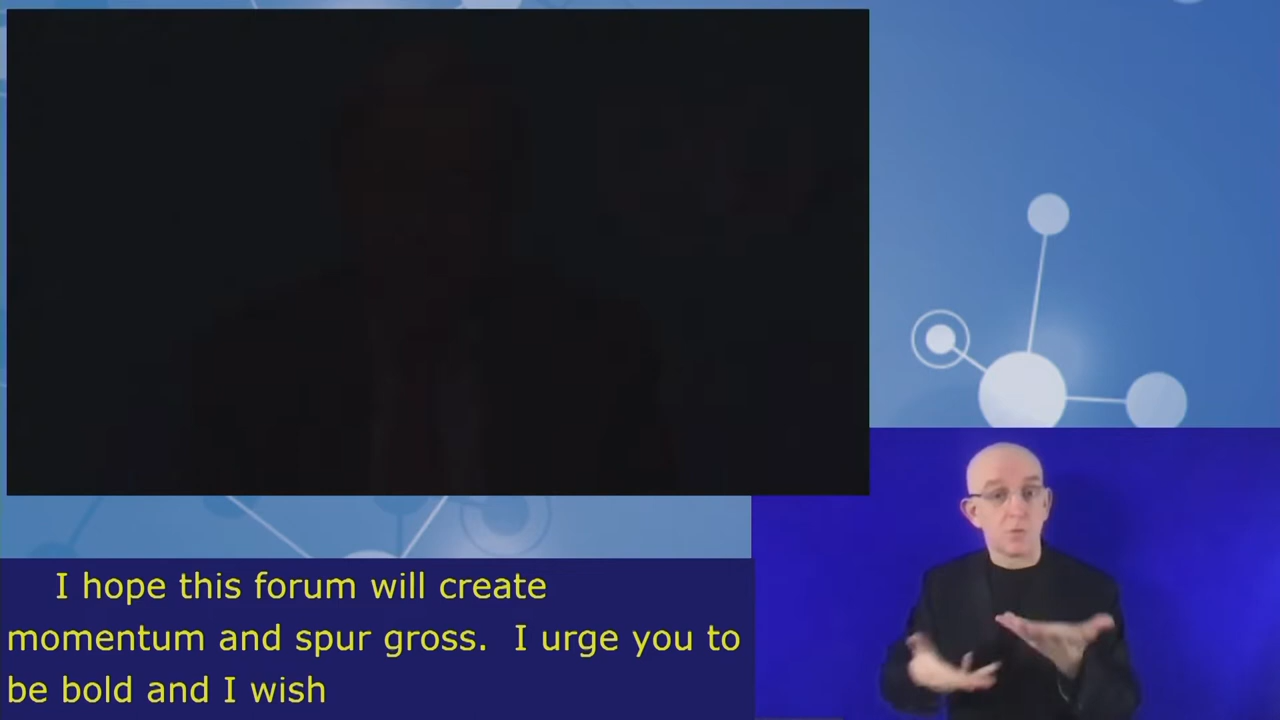 I hope this forum will create
momentum and spur gross. I urge you to
be bold and I wish